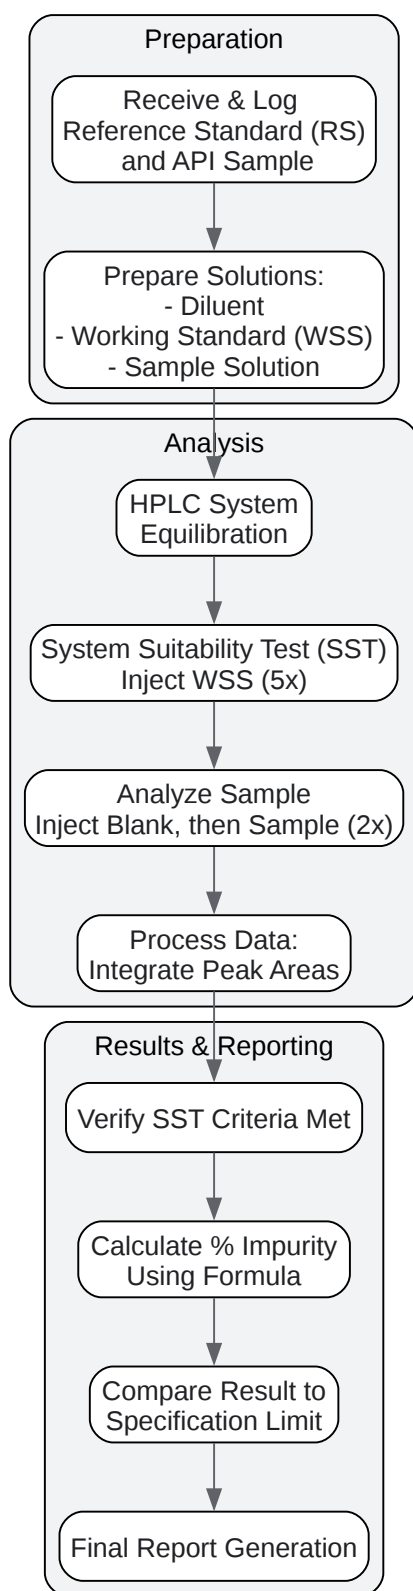 Preparation
Receive & Log
Reference Standard (RS)
and API Sample
Prepare Solutions:
- Diluent
- Working Standard (WSS)
- Sample Solution
Analysis
HPLC System
Equilibration
System Suitability Test (SST)
Inject WSS (5x)
Analyze Sample
Inject Blank, then Sample (2x)
Process Data:
Integrate Peak Areas
Results & Reporting
Verify SST Criteria Met
Calculate % Impurity
Using Formula
Compare Result to
Specification Limit
Final Report Generation